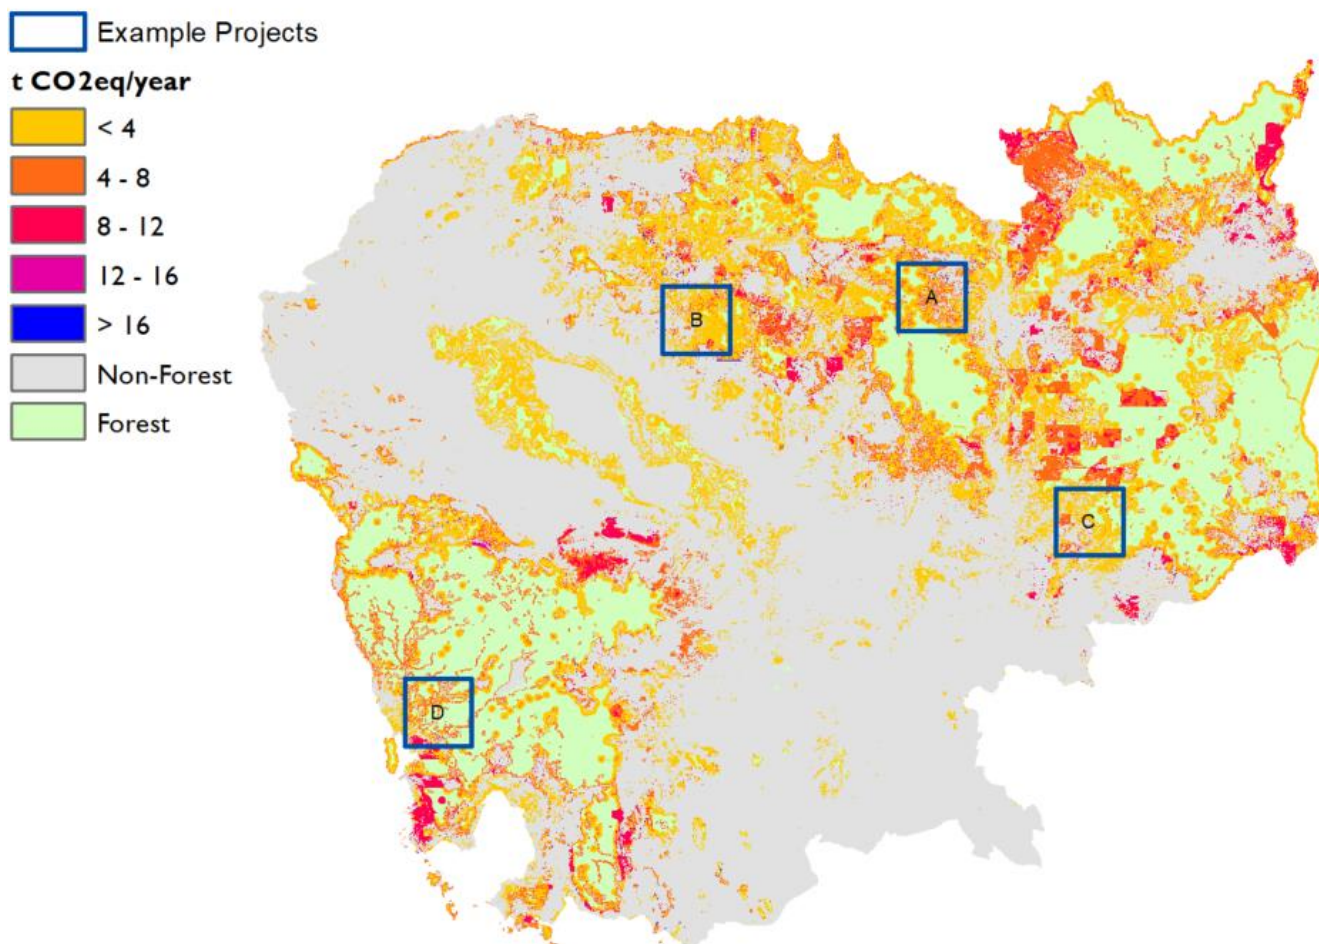 Example Projects
t CO2eq/year
< 4
4 - 8
8 - 12
12 - 16
> 16
Non-Forest
Forest
A
B
C
D